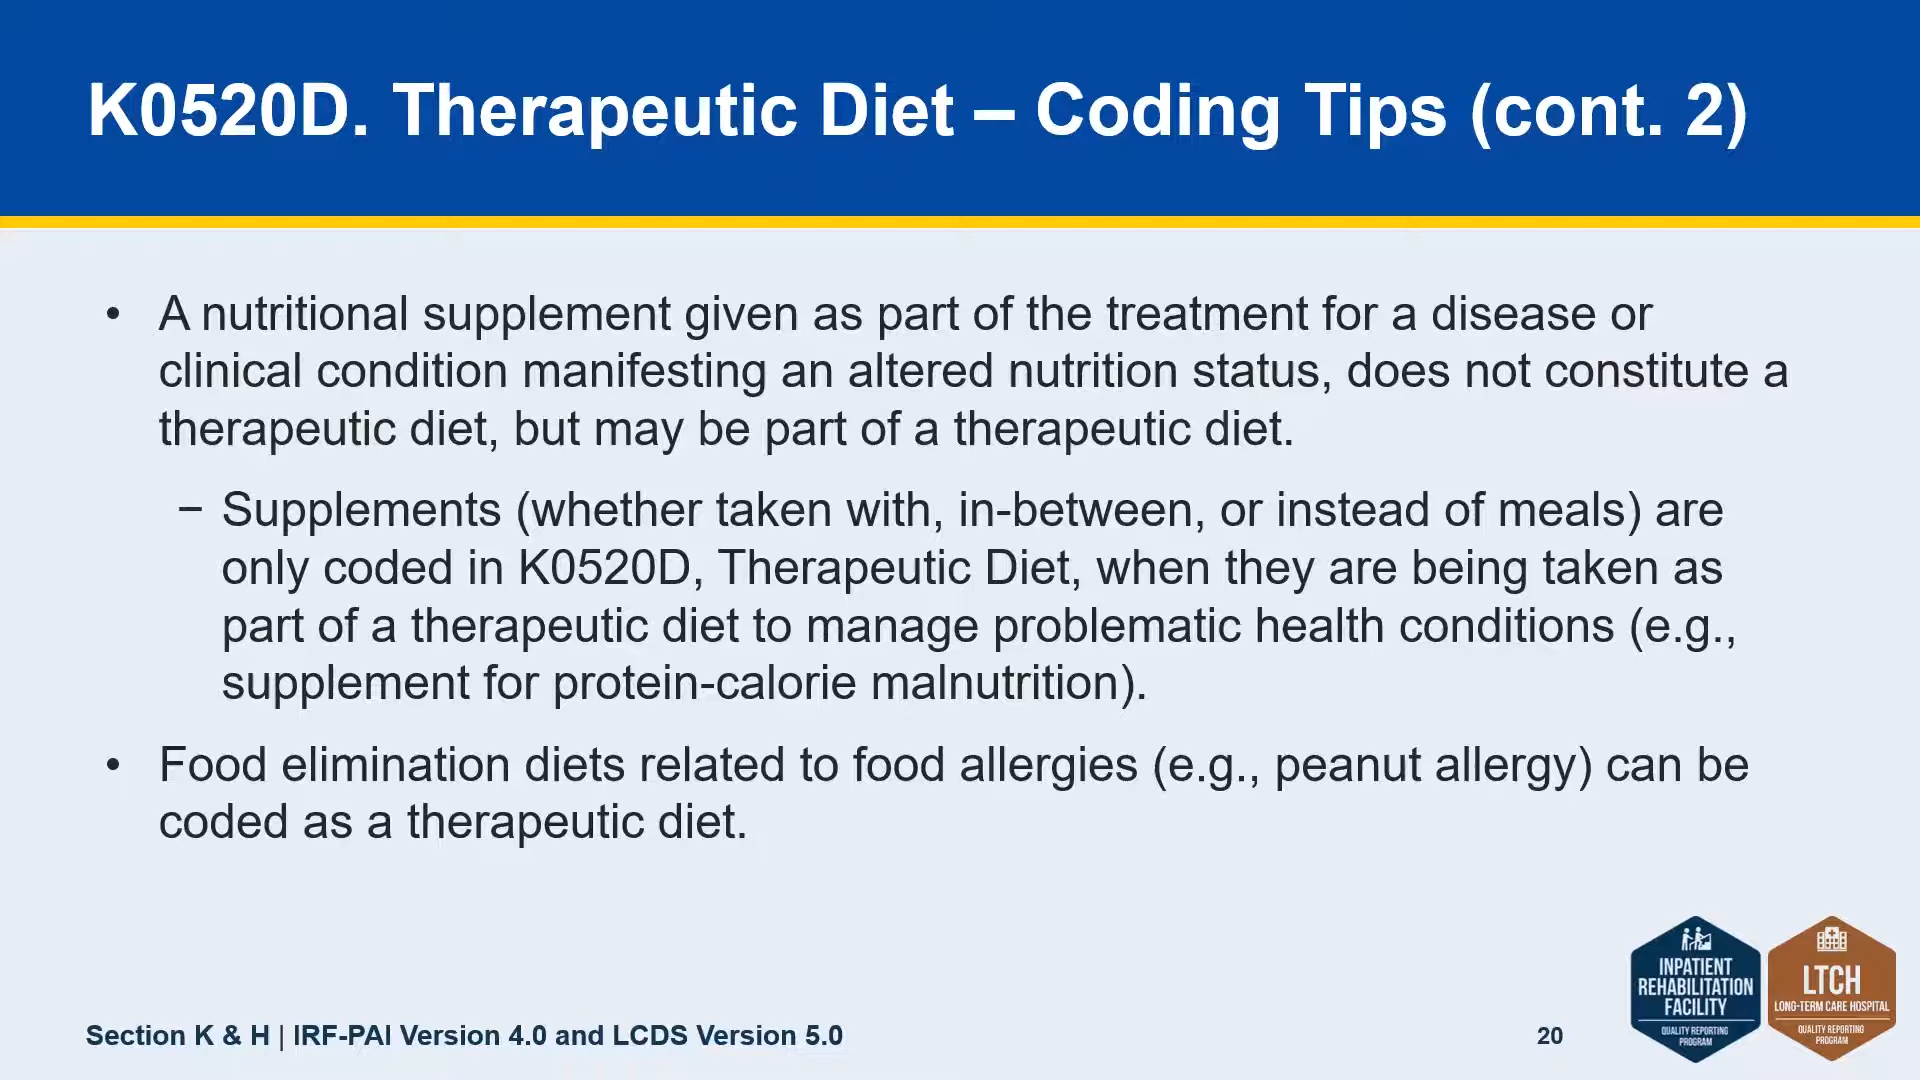 K0520D. Therapeutic Diet – Coding Tips (cont. 2)
• A nutritional supplement given as part of the treatment for a disease or
clinical condition manifesting an altered nutrition status, does not constitute a
therapeutic diet, but may be part of a therapeutic diet.
− Supplements (whether taken with, in-between, or instead of meals) are
only coded in K0520D, Therapeutic Diet, when they are being taken as
part of a therapeutic diet to manage problematic health conditions (e.g.,
supplement for protein-calorie malnutrition).
• Food elimination diets related to food allergies (e.g., peanut allergy) can be
coded as a therapeutic diet.
Section K & H | IRF-PAI Version 4.0 and LCDS Version 5.0
20
INPATIENT
REHABILITATION
FACILITY
QUALITY REPORTING
PROGRAM
LTCH
LONG-TERM CARE HOSPITAL
QUALITY REPORTING
PROGRAM